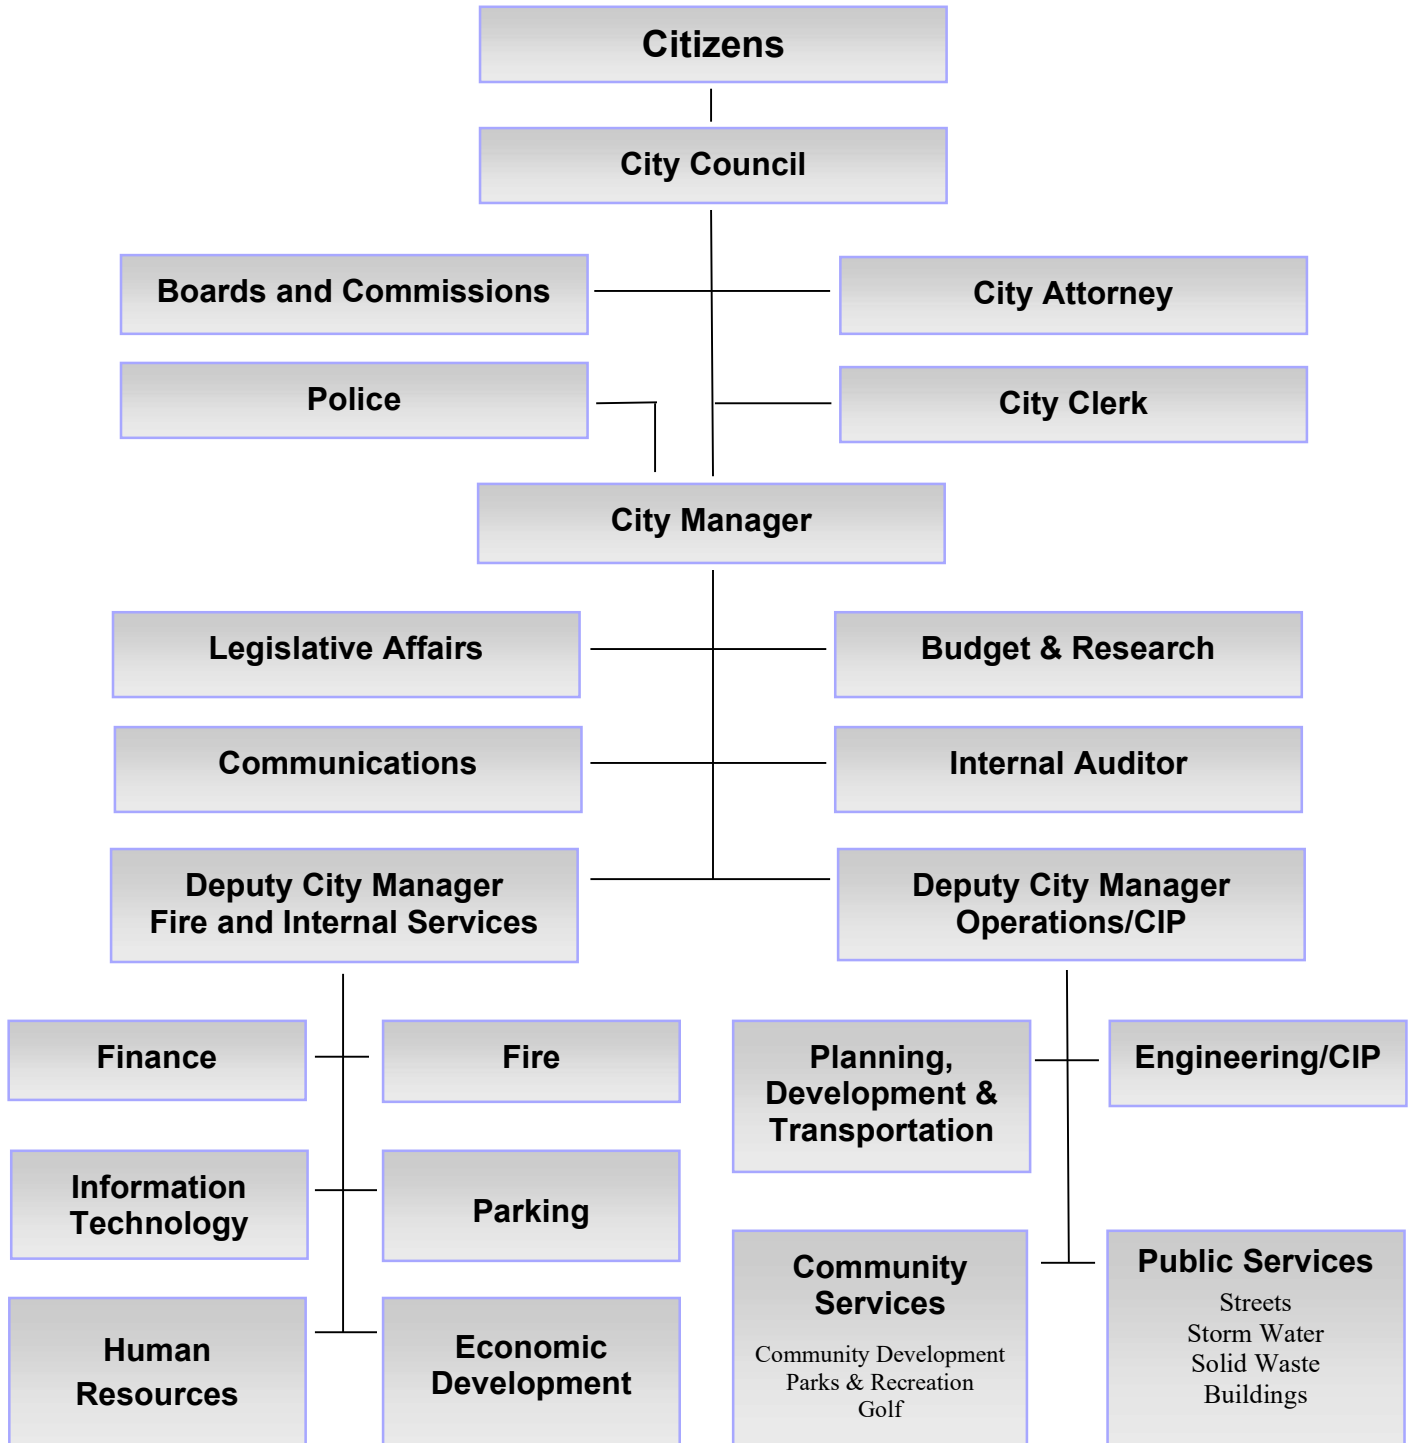 Citizens
City Council
Boards and Commissions
City Attorney
Police
City Clerk
City Manager
Legislative Affairs
Budget & Research
Communications
Internal Auditor
Deputy City Manager
Fire and Internal Services
Deputy City Manager
Operations/CIP
Finance
Fire
Planning,
Development &
Transportation
Engineering/CIP
Information
Technology
Parking
Human
Resources
Economic
Development
Community
Services
Community Development
Parks & Recreation
Golf
Public Services
Streets
Storm Water
Solid Waste
Buildings